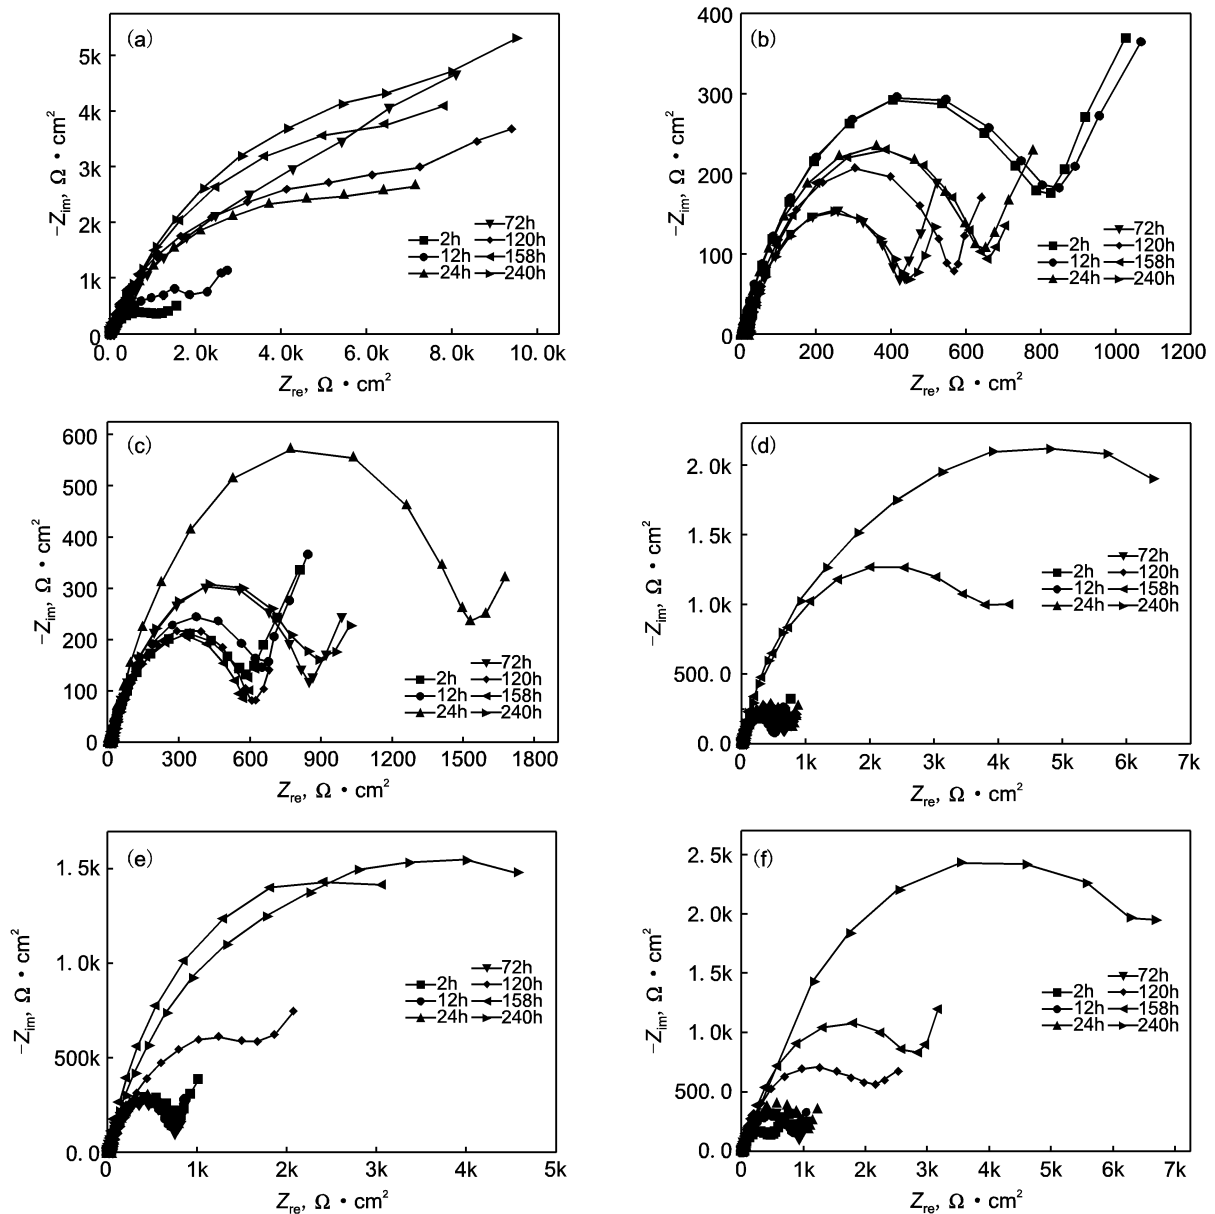 (a)
5k
4k
3k
2k
1k
0
−Zim, Ω • cm²
72h
2h 120h
12h 158h
24h 240h
0.0 2.0k 4.0k 6.0k 8.0k 10.0k
Zre, Ω • cm²
(b)
400
300
200
100
0
−Zim, Ω • cm²
72h
2h 120h
12h 158h
24h 240h
0 200 400 600 800 1000 1200
Zre, Ω • cm²
(c)
600
500
400
300
200
100
0
−Zim, Ω • cm²
72h
2h 120h
12h 158h
24h 240h
0 300 600 900 1200 1500 1800
Zre, Ω • cm²
(d)
2.0k
1.5k
1.0k
500.0
0.0
−Zim, Ω • cm²
72h
2h 120h
12h 158h
24h 240h
0 1k 2k 3k 4k 5k 6k 7k
Zre, Ω • cm²
(e)
1.5k
1.0k
500k
0.0
−Zim, Ω • cm²
72h
2h 120h
12h 158h
24h 240h
0 1k 2k 3k 4k 5k
Zre, Ω • cm²
(f)
2.5k
2.0k
1.5k
1.0k
500.0
0.0
−Zim, Ω • cm²
72h
2h 120h
12h 158h
24h 240h
0 1k 2k 3k 4k 5k 6k 7k
Zre, Ω • cm²